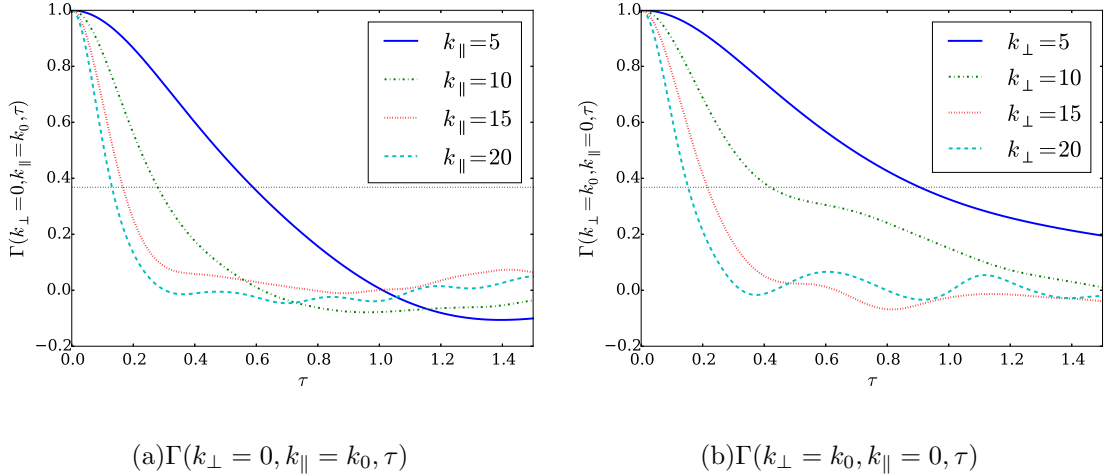 Γ(k⊥=0,k∥=k₀,τ)
1.0
0.8
0.6
0.4
0.2
0.0
−0.2
0.0 0.2 0.4 0.6 0.8 1.0 1.2 1.4
τ
k∥=5
k∥=10
k∥=15
k∥=20
(a)Γ(k⊥ = 0, k∥ = k₀, τ)
Γ(k⊥=k₀,k∥=0,τ)
1.0
0.8
0.6
0.4
0.2
0.0
−0.2
0.0 0.2 0.4 0.6 0.8 1.0 1.2 1.4
τ
k⊥=5
k⊥=10
k⊥=15
k⊥=20
(b)Γ(k⊥ = k₀, k∥ = 0, τ)